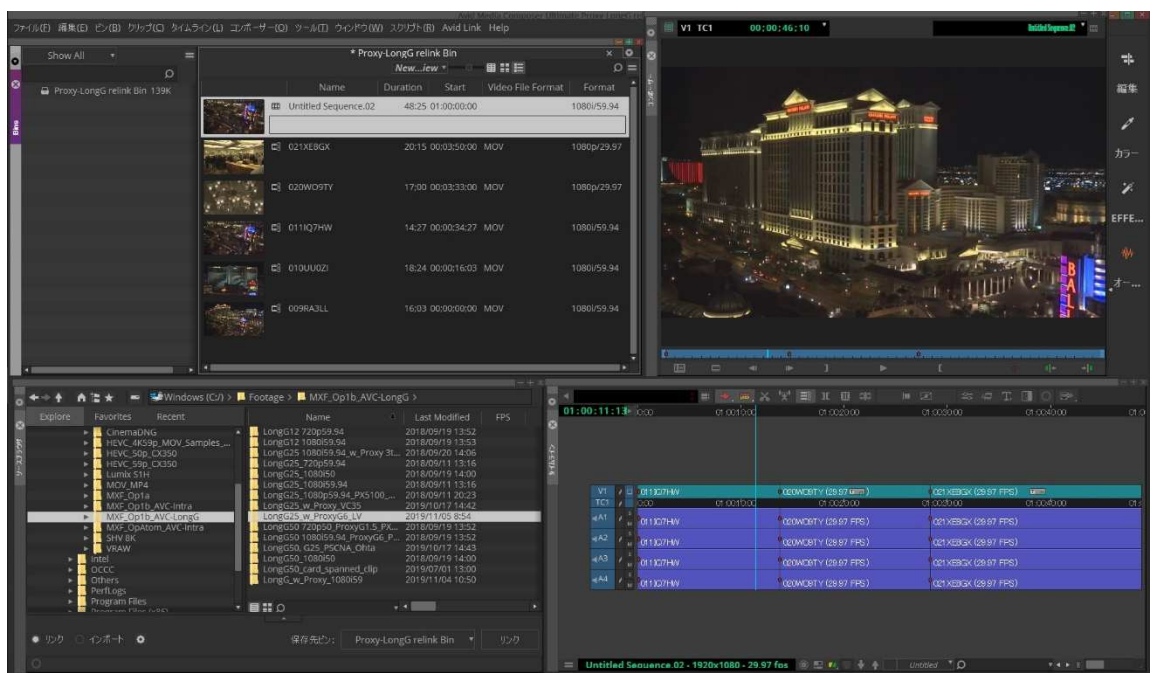 ファイル(F) 編集(E) ビン(B) クリップ(C) タイムライン(L) コンポーザー(O) ツール(T) ウィンドウ(W) スクリプト(R) Avid Link Help
Show All
Proxy-LongG relink Bin 139K
Bins
* Proxy-LongG relink Bin
New...iew
Name Duration Start Video File Format Format
Untitled Sequence.02 48:25 01:00:00:00 1080i/59.94
021XE8GX 20:15 00:03:50:00 MOV 1080p/29.97
020WO9TY 17:00 00:03:33:00 MOV 1080p/29.97
011IQ7HW 14:27 00:00:34:27 MOV 1080i/59.94
010UU0ZI 18:24 00:00:16:03 MOV 1080i/59.94
009RA3LL 16:03 00:00:00:00 MOV 1080i/59.94
V1 TC1 00:00:46:10 Untitled Sequence.02
BALL
編集
カラー
EFFE...
オー...
Windows (C:/) > Footage > MXF_Op1b_AVC-LongG >
Explore Favorites Recent
CinemaDNG
HEVC_4K59p_MOV_Samples_...
HEVC_50p_CX350
HEVC_59p_CX350
Lumix S1H
MOV_MP4
MXF_Op1a
MXF_Op1b_AVC-Intra
MXF_Op1b_AVC-LongG
MXF_OpAtom_AVC-Intra
SHV 8K
VRAW
Intel
OCCC
Others
PerfLogs
Program Files
Program Files (x86)
Name Last Modified FPS
LongG12 720p59.94 2018/09/19 13:52
LongG12 1080i59.94 2018/09/19 13:53
LongG25 1080i59.94_w_Proxy 3t... 2018/09/20 14:06
LongG25_720p59.94 2018/09/11 13:16
LongG25_1080i50 2018/09/19 14:00
LongG25_1080i59.94 2018/09/11 13:16
LongG25_1080p59.94_PX5100_... 2018/09/11 20:23
LongG25_w_Proxy_VC35 2019/10/17 14:42
LongG25_w_ProxyG6_LV 2019/11/05 8:54
LongG50 720p50_ProxyG1.5_PX... 2018/09/19 13:52
LongG50 1080i59.94_ProxyG6_P... 2018/09/19 13:52
LongG50, G25_PSCNA_Ohta 2019/10/17 14:43
LongG50_1080i50 2018/09/19 14:00
LongG50_card_spanned_clip 2019/07/01 13:00
LongG_w_Proxy_1080i59 2019/11/04 10:50
リンク インポート 保存先ビン: Proxy-LongG relink Bin リンク
01:00:11:13
V1 011IQ7HW 020WO9TY (29.97 021XE8GX (29.97 FPS)
TC1
A1 011IQ7HW 020WO9TY (29.97 FPS) 021XE8GX (29.97 FPS)
A2 011IQ7HW 020WO9TY (29.97 FPS) 021XE8GX (29.97 FPS)
A3 011IQ7HW 020WO9TY (29.97 FPS) 021XE8GX (29.97 FPS)
A4 011IQ7HW 020WO9TY (29.97 FPS) 021XE8GX (29.97 FPS)
Untitled Sequence.02 - 1920x1080 - 29.97 fps Untitled